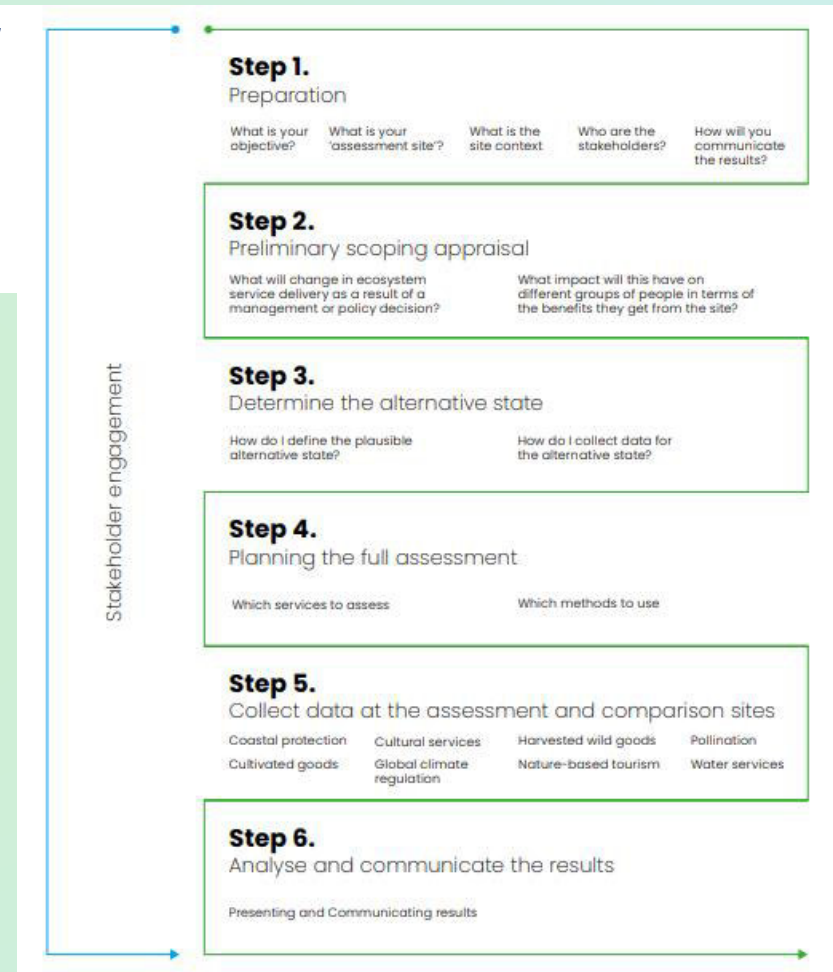 Step 1.
Preparation
What is your
objective?
What is your
'assessment site'?
What is the
site context
Who are the
stakeholders?
How will you
communicate
the results?
Step 2.
Preliminary scoping appraisal
What will change in ecosystem
service delivery as a result of a
management or policy decision?
What impact will this have on
different groups of people in terms of
the benefits they get from the site?
Step 3.
Determine the alternative state
How do I define the plausible
alternative state?
How do I collect data for
the alternative state?
Stakeholder engagement
Step 4.
Planning the full assessment
Which services to assess
Which methods to use
Step 5.
Collect data at the assessment and comparison sites
Coastal protection
Cultural services
Harvested wild goods
Pollination
Cultivated goods
Global climate
regulation
Nature-based tourism
Water services
Step 6.
Analyse and communicate the results
Presenting and Communicating results